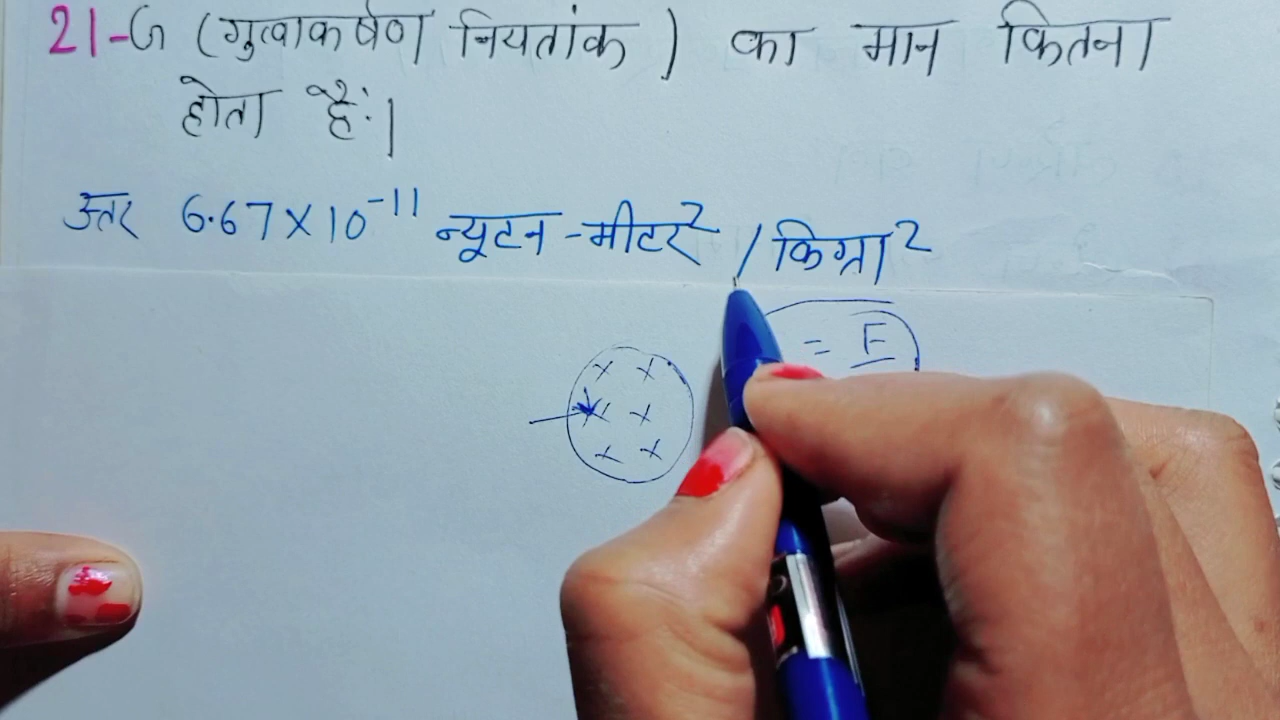 21-G (गुत्वाकर्षण नियतांक) का मान कितना
होता हैं।
उत्तर 6.67×10⁻¹¹ न्यूटन-मीटर² /किग्रा²
= F